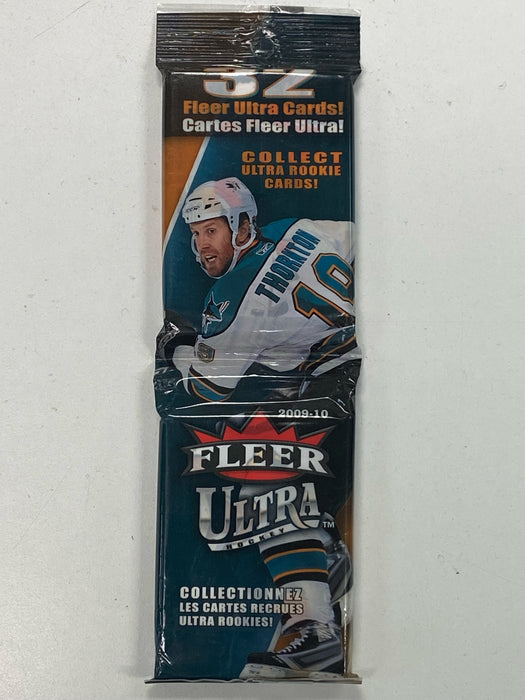 32
Fleer Ultra Cards!
Cartes Fleer Ultra!
COLLECT
ULTRA ROOKIE
CARDS!
THORNTON
19
2009-10
FLEER
ULTRA TM
HOCKEY
COLLECTIONNEZ
LES CARTES RECRUES
ULTRA ROOKIES!